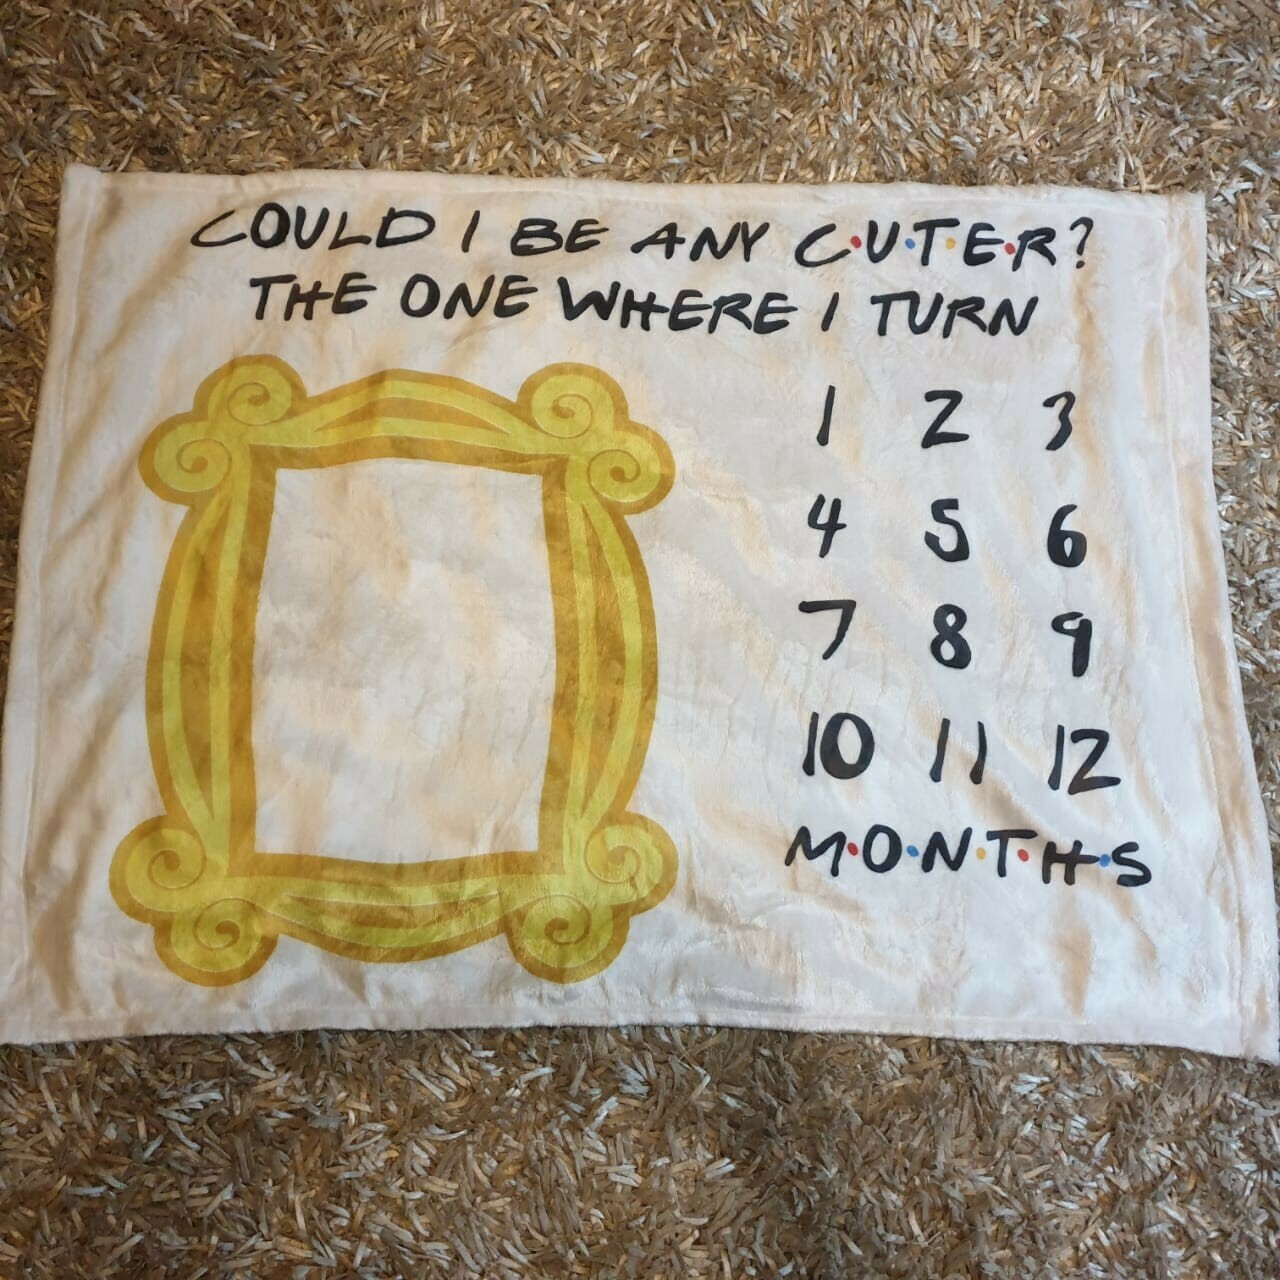 COULD I BE ANY C·U·T·E·R?
THE ONE WHERE I TURN
1 2 3
4 5 6
7 8 9
10 11 12
M·O·N·T·H·S